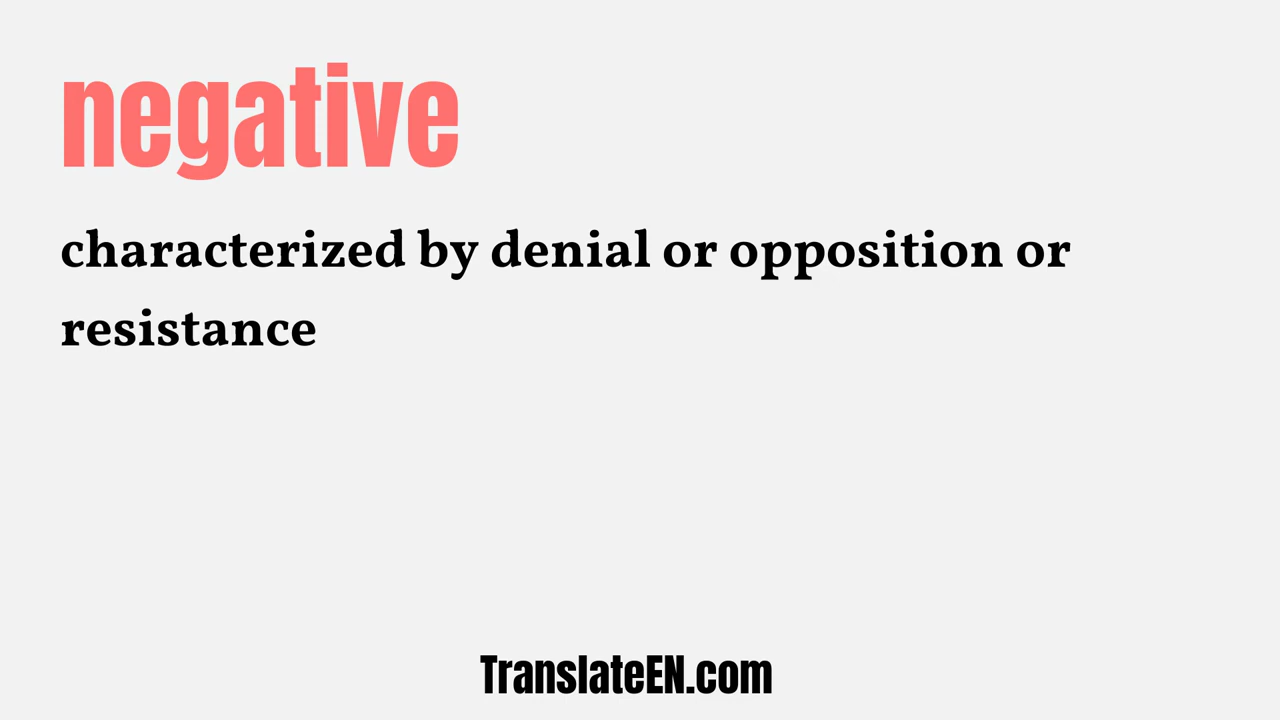 negative
characterized by denial or opposition or
resistance
TranslateEN.com